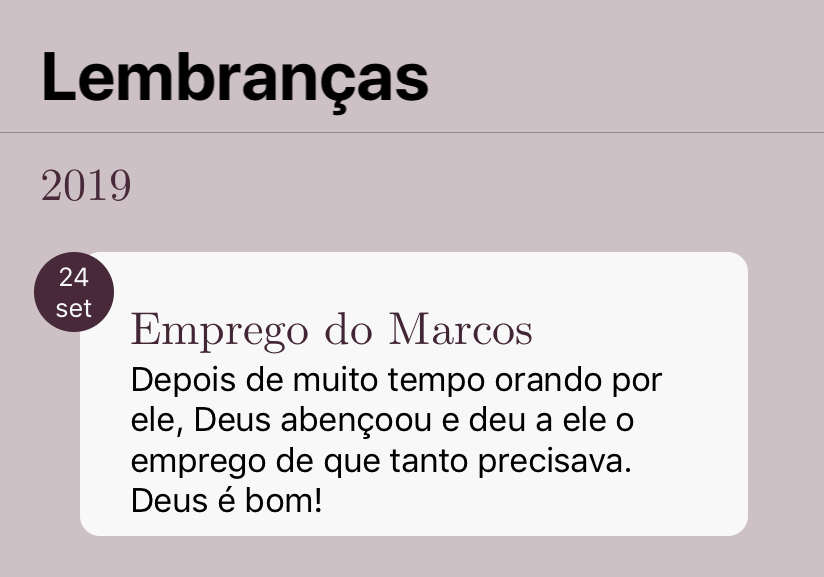 Lembranças
2019
24
set
Emprego do Marcos
Depois de muito tempo orando por
ele, Deus abençoou e deu a ele o
emprego de que tanto precisava.
Deus é bom!